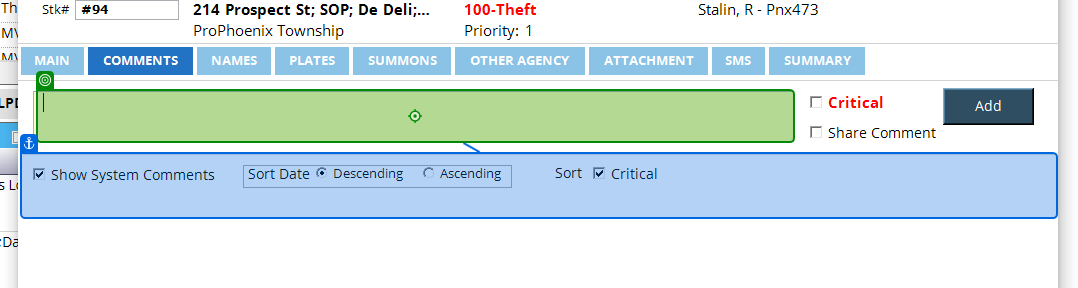 Th
Stk# #94 214 Prospect St; SOP; De Deli;... 100-Theft Stalin, R - Pnx473
MV ProPhoenix Township Priority: 1
MV MAIN COMMENTS NAMES PLATES SUMMONS OTHER AGENCY ATTACHMENT SMS SUMMARY
LPD Critical Add
Share Comment
Show System Comments Sort Date Descending Ascending Sort Critical
s Lo
:Da